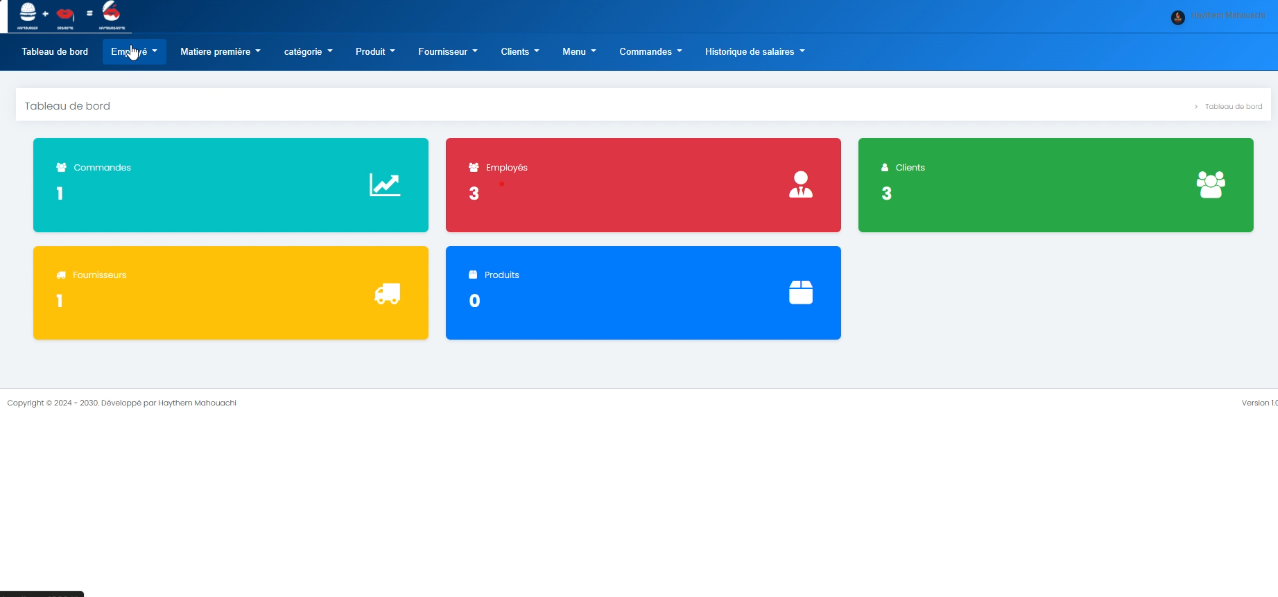 Haythem Mahouachi
Tableau de bord Employé Matiere première catégorie Produit Fournisseur Clients Menu Commandes Historique de salaires
Tableau de bord
Tableau de bord
Commandes
1
Employés
3
Clients
3
Fournisseurs
1
Produits
0
Copyright © 2024 - 2030. Développé par Haythem Mahouachi
Version 1.0